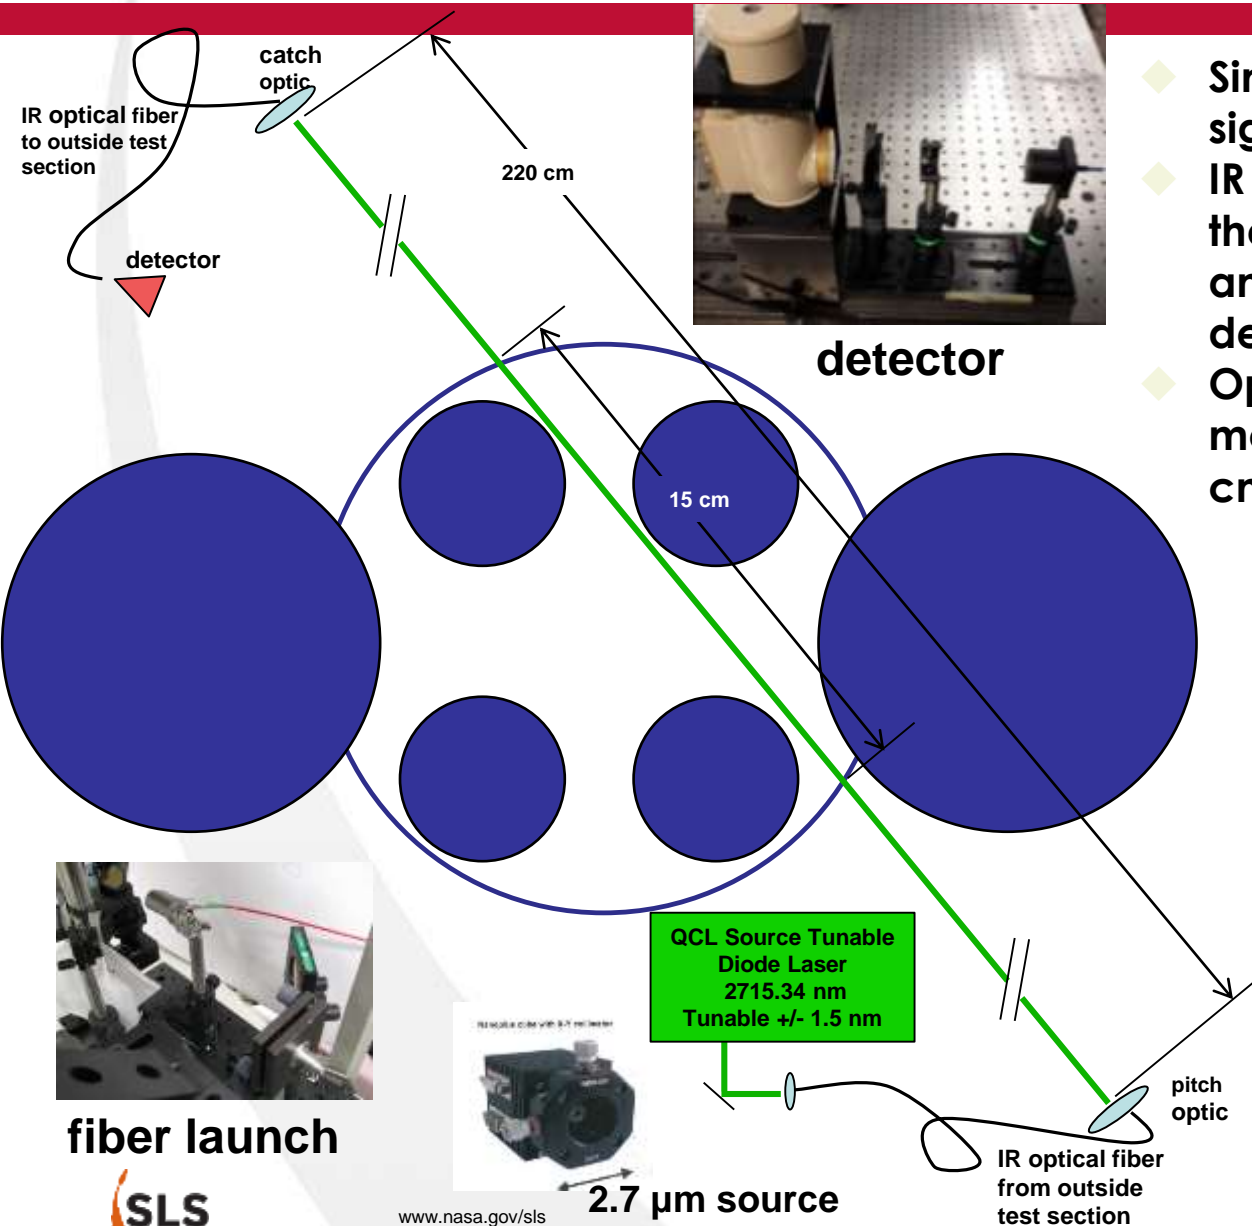 catch
optic
IR optical fiber
to outside test
section
220 cm
detector
detector
15 cm
QCL Source Tunable
Diode Laser
2715.34 nm
Tunable +/- 1.5 nm
pitch
optic
IR optical fiber
from outside
test section
fiber launch
2.7 µm source
SLS
www.nasa.gov/sls
IR